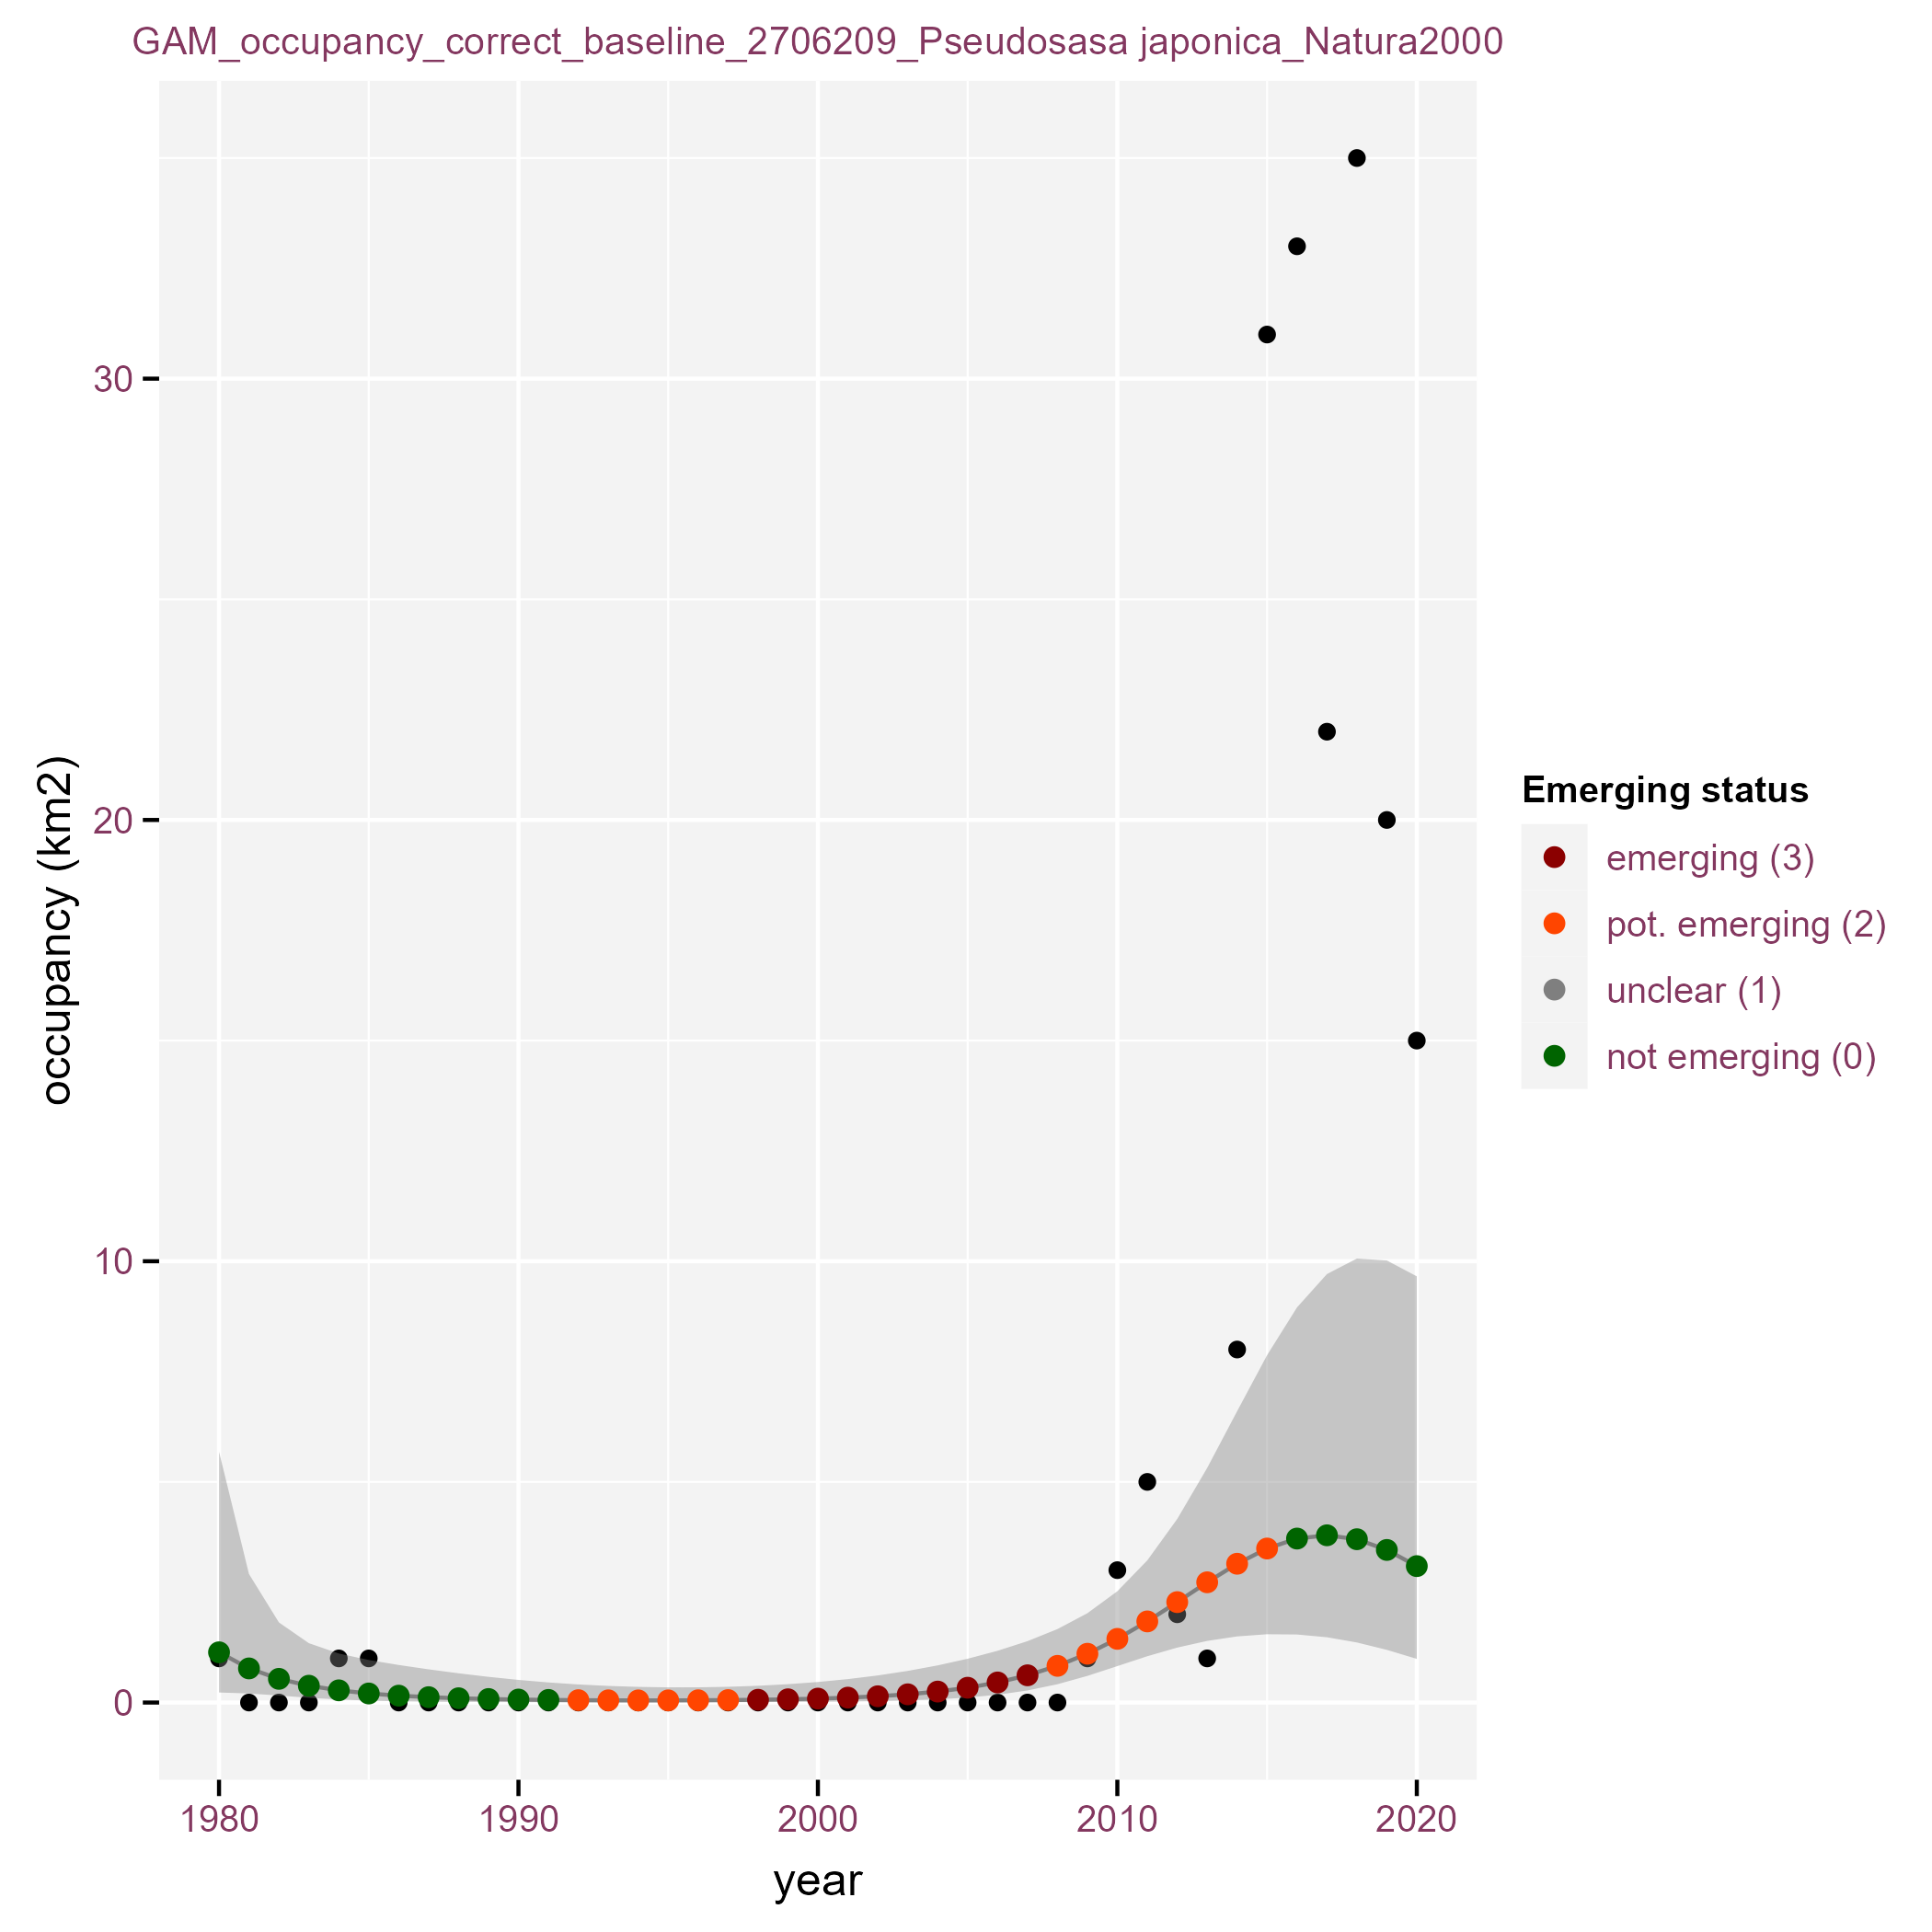 GAM_occupancy_correct_baseline_2706209_Pseudosasa japonica_Natura2000
occupancy (km2)
30
20
10
0
1980 1990 2000 2010 2020
year
Emerging status
emerging (3)
pot. emerging (2)
unclear (1)
not emerging (0)